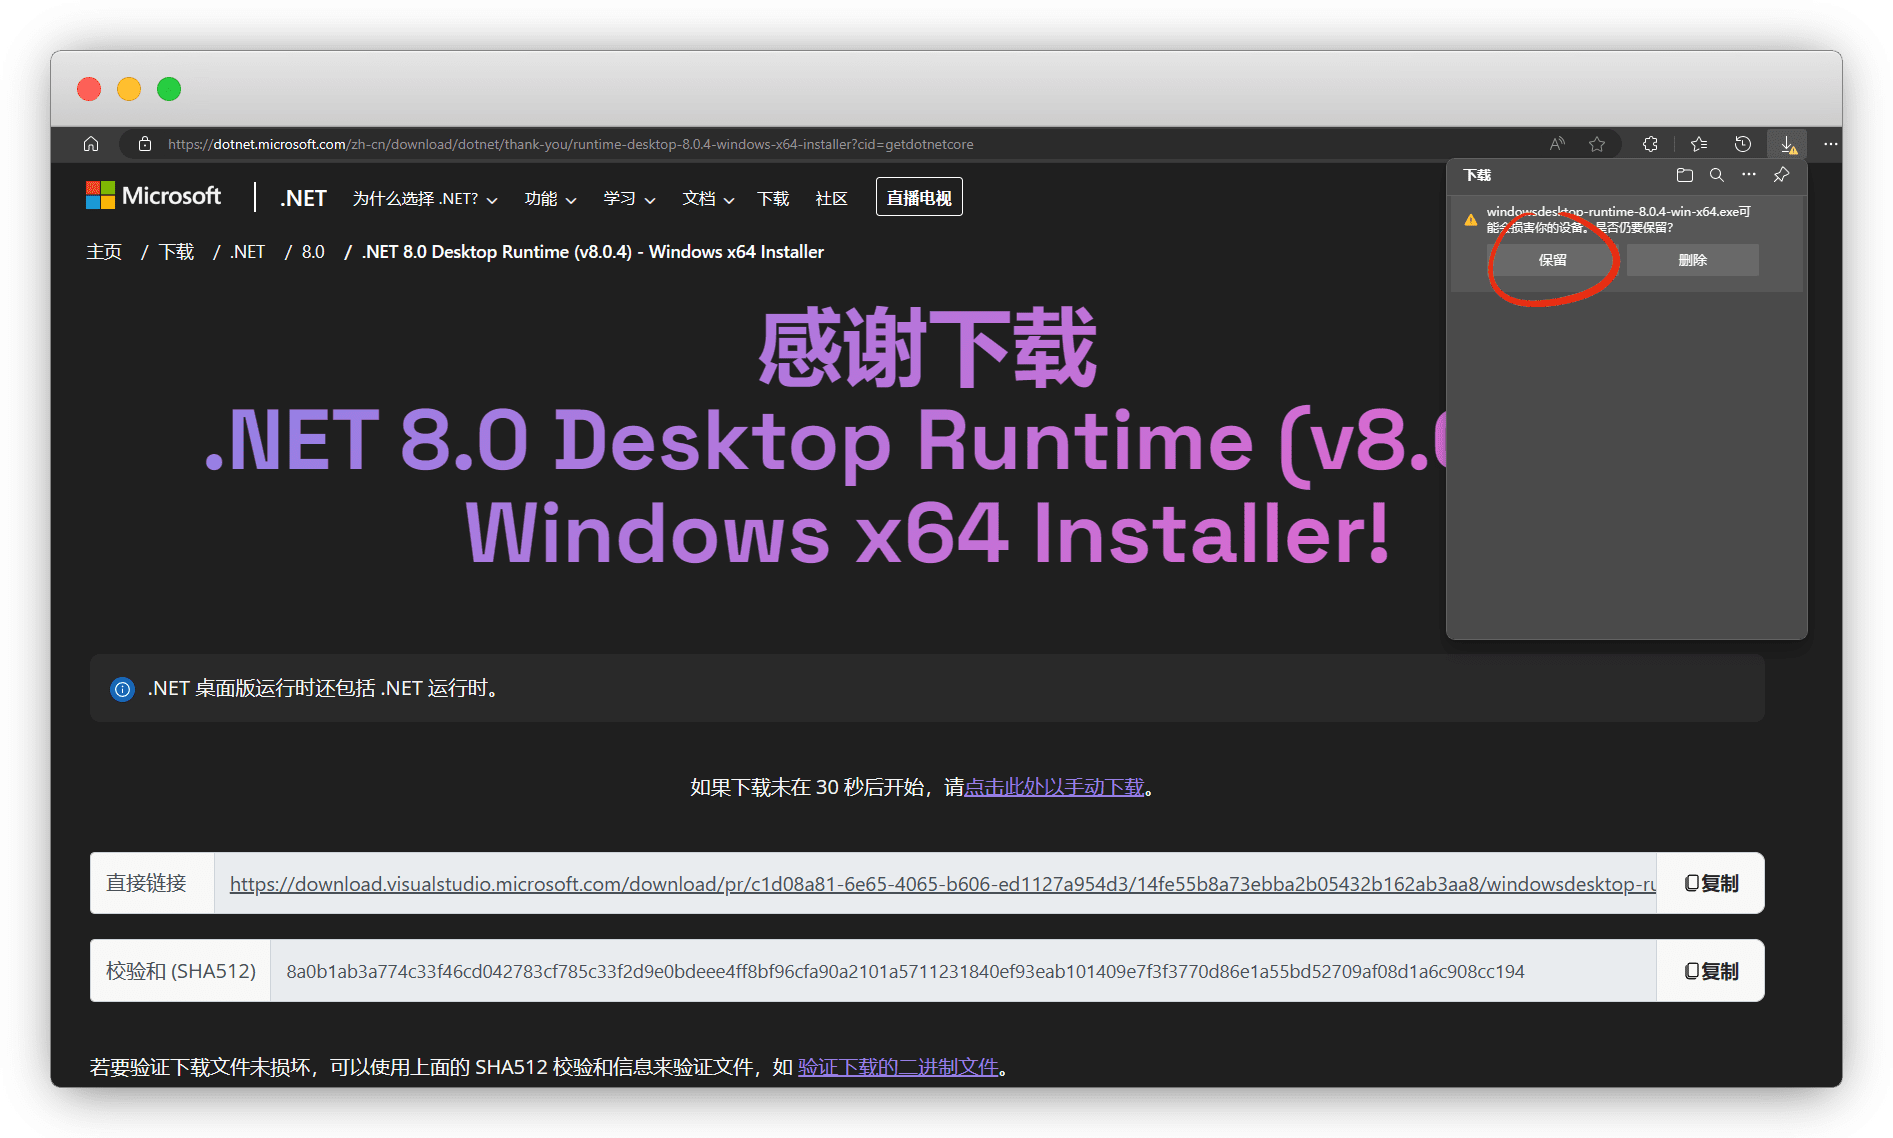 https://dotnet.microsoft.com/zh-cn/download/dotnet/thank-you/runtime-desktop-8.0.4-windows-x64-installer?cid=getdotnetcore
Microsoft
.NET
为什么选择 .NET?
功能
学习
文档
下载
社区
直播电视
下载
windowsdesktop-runtime-8.0.4-win-x64.exe可
能会损害你的设备。是否仍要保留?
保留
删除
主页 / 下载 / .NET / 8.0 / .NET 8.0 Desktop Runtime (v8.0.4) - Windows x64 Installer
感谢下载
.NET 8.0 Desktop Runtime (v8.0
Windows x64 Installer!
.NET 桌面版运行时还包括 .NET 运行时。
如果下载未在 30 秒后开始，请点击此处以手动下载。
直接链接
https://download.visualstudio.microsoft.com/download/pr/c1d08a81-6e65-4065-b606-ed1127a954d3/14fe55b8a73ebba2b05432b162ab3aa8/windowsdesktop-ru
复制
校验和 (SHA512)
8a0b1ab3a774c33f46cd042783cf785c33f2d9e0bdeee4ff8bf96cfa90a2101a5711231840ef93eab101409e7f3f3770d86e1a55bd52709af08d1a6c908cc194
复制
若要验证下载文件未损坏，可以使用上面的 SHA512 校验和信息来验证文件，如 验证下载的二进制文件。